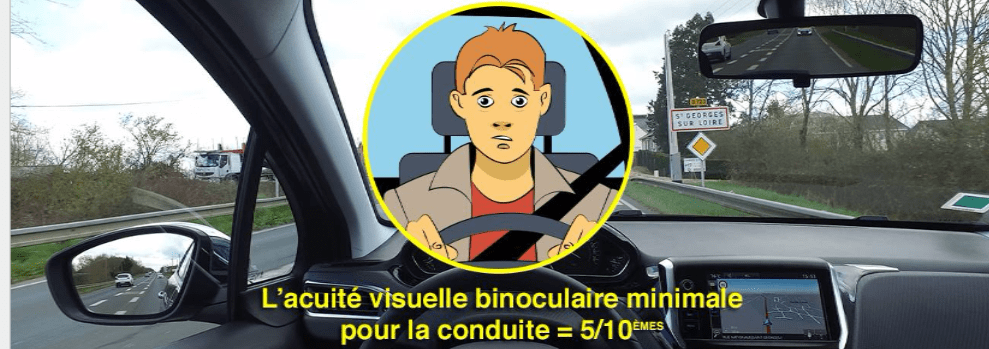 ST GEORGES
SUR LOIRE
L'acuité visuelle binoculaire minimale
pour la conduite = 5/10ÈMES